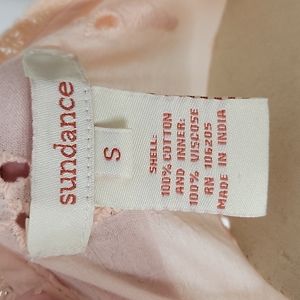 sundance
S
SHELL:
100% COTTON
AND INNER:
100% VISCOSE
RN 106205
MADE IN INDIA